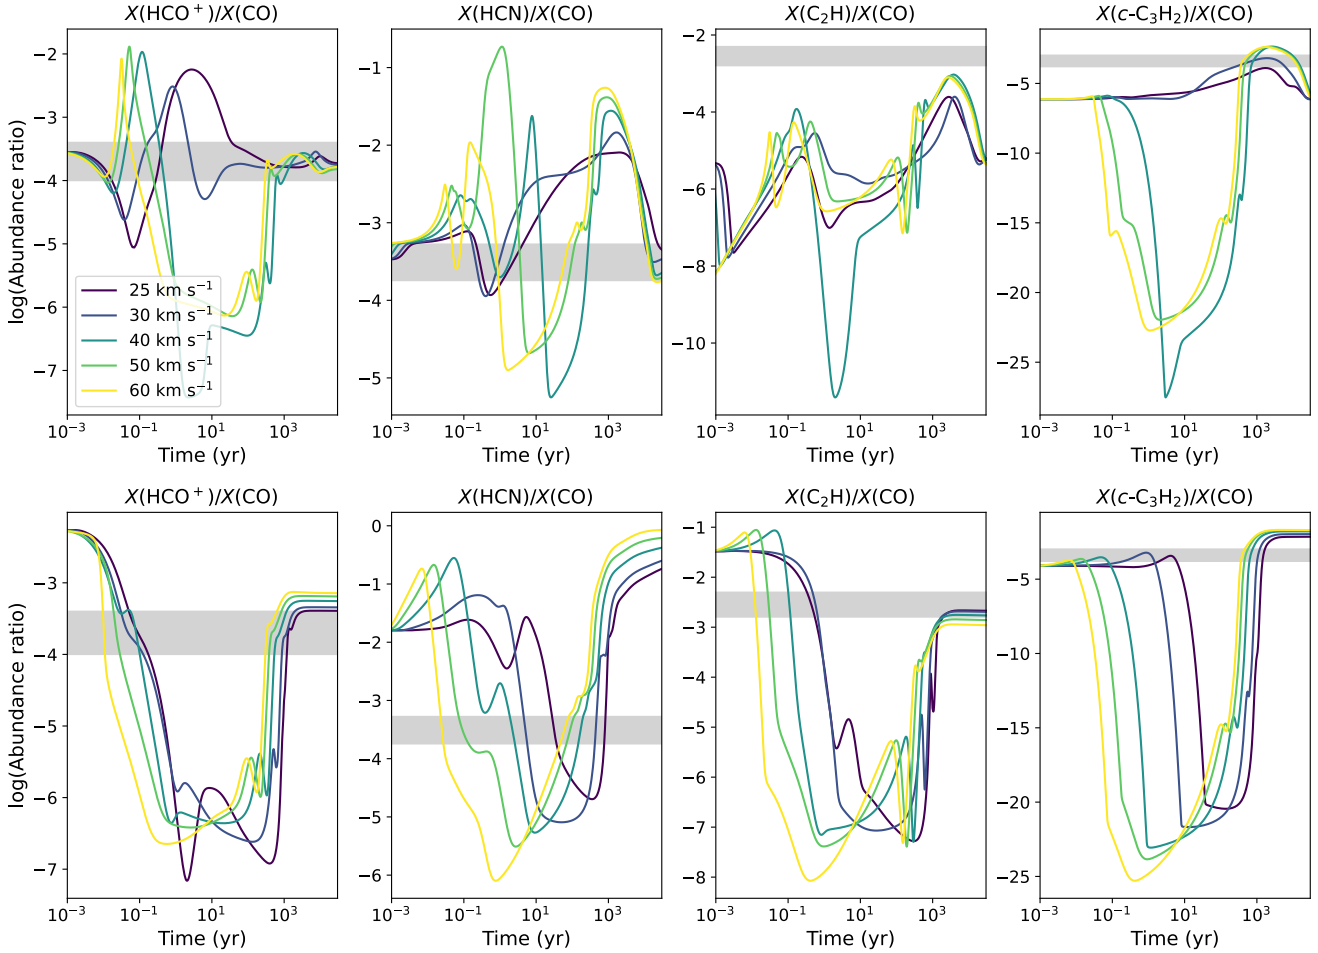 X(HCO⁺)/X(CO)
X(HCN)/X(CO)
X(C₂H)/X(CO)
X(c-C₃H₂)/X(CO)
log(Abundance ratio)
−2
−3
−4
−5
−6
−7
25 km s⁻¹
30 km s⁻¹
40 km s⁻¹
50 km s⁻¹
60 km s⁻¹
10⁻³ 10⁻¹ 10¹ 10³
Time (yr)
−1
−2
−3
−4
−5
10⁻³ 10⁻¹ 10¹ 10³
Time (yr)
−2
−4
−6
−8
−10
10⁻³ 10⁻¹ 10¹ 10³
Time (yr)
−5
−10
−15
−20
−25
10⁻³ 10⁻¹ 10¹ 10³
Time (yr)
X(HCO⁺)/X(CO)
X(HCN)/X(CO)
X(C₂H)/X(CO)
X(c-C₃H₂)/X(CO)
log(Abundance ratio)
−3
−4
−5
−6
−7
10⁻³ 10⁻¹ 10¹ 10³
Time (yr)
0
−1
−2
−3
−4
−5
−6
10⁻³ 10⁻¹ 10¹ 10³
Time (yr)
−1
−2
−3
−4
−5
−6
−7
−8
10⁻³ 10⁻¹ 10¹ 10³
Time (yr)
−5
−10
−15
−20
−25
10⁻³ 10⁻¹ 10¹ 10³
Time (yr)